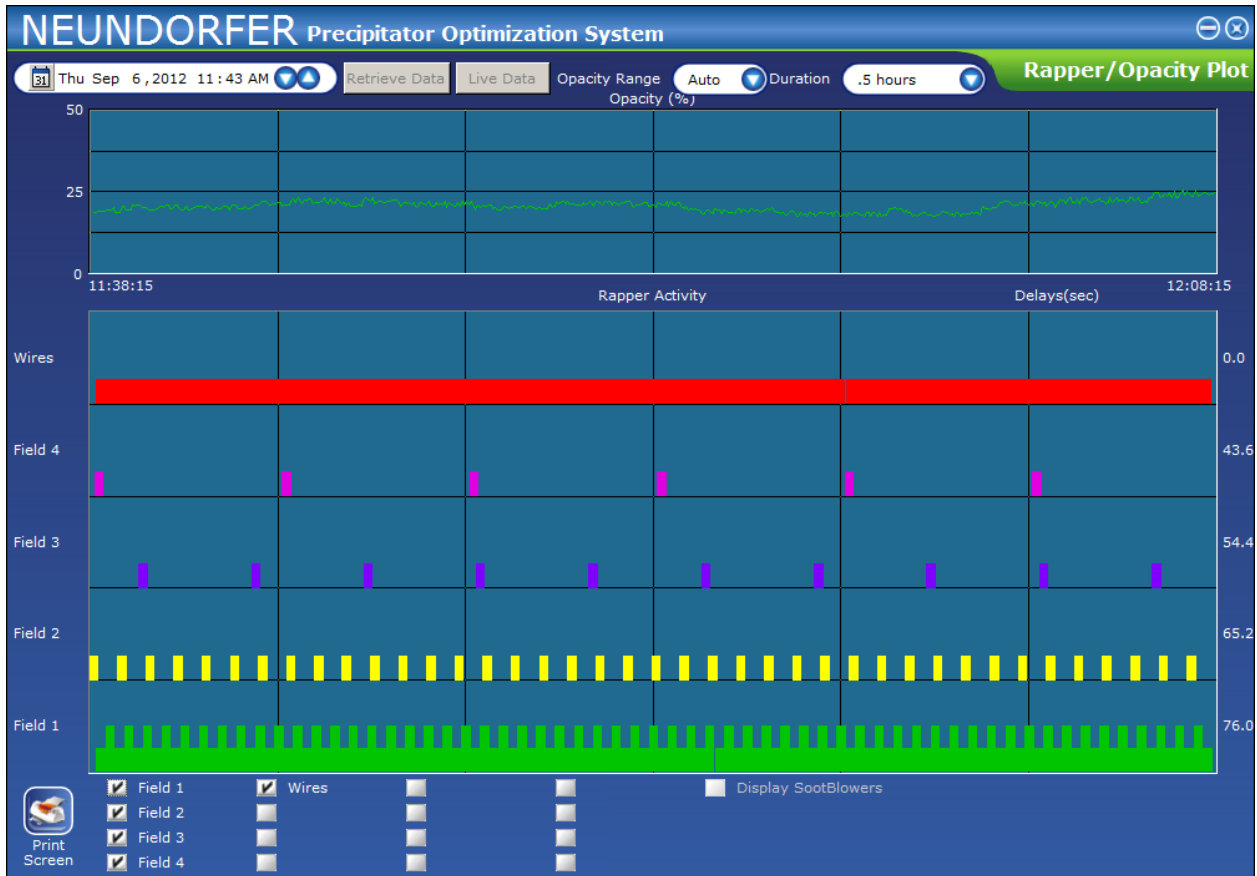 NEUNDORFER Precipitator Optimization System
31 Thu Sep 6,2012 11:43 AM Retrieve Data Live Data Opacity Range Auto Duration .5 hours Rapper/Opacity Plot
Opacity (%)
50
25
0
11:38:15 12:08:15
Rapper Activity Delays(sec)
Wires 0.0
Field 4 43.6
Field 3 54.4
Field 2 65.2
Field 1 76.0
Field 1 Wires Display SootBlowers
Field 2
Field 3
Field 4
Print
Screen